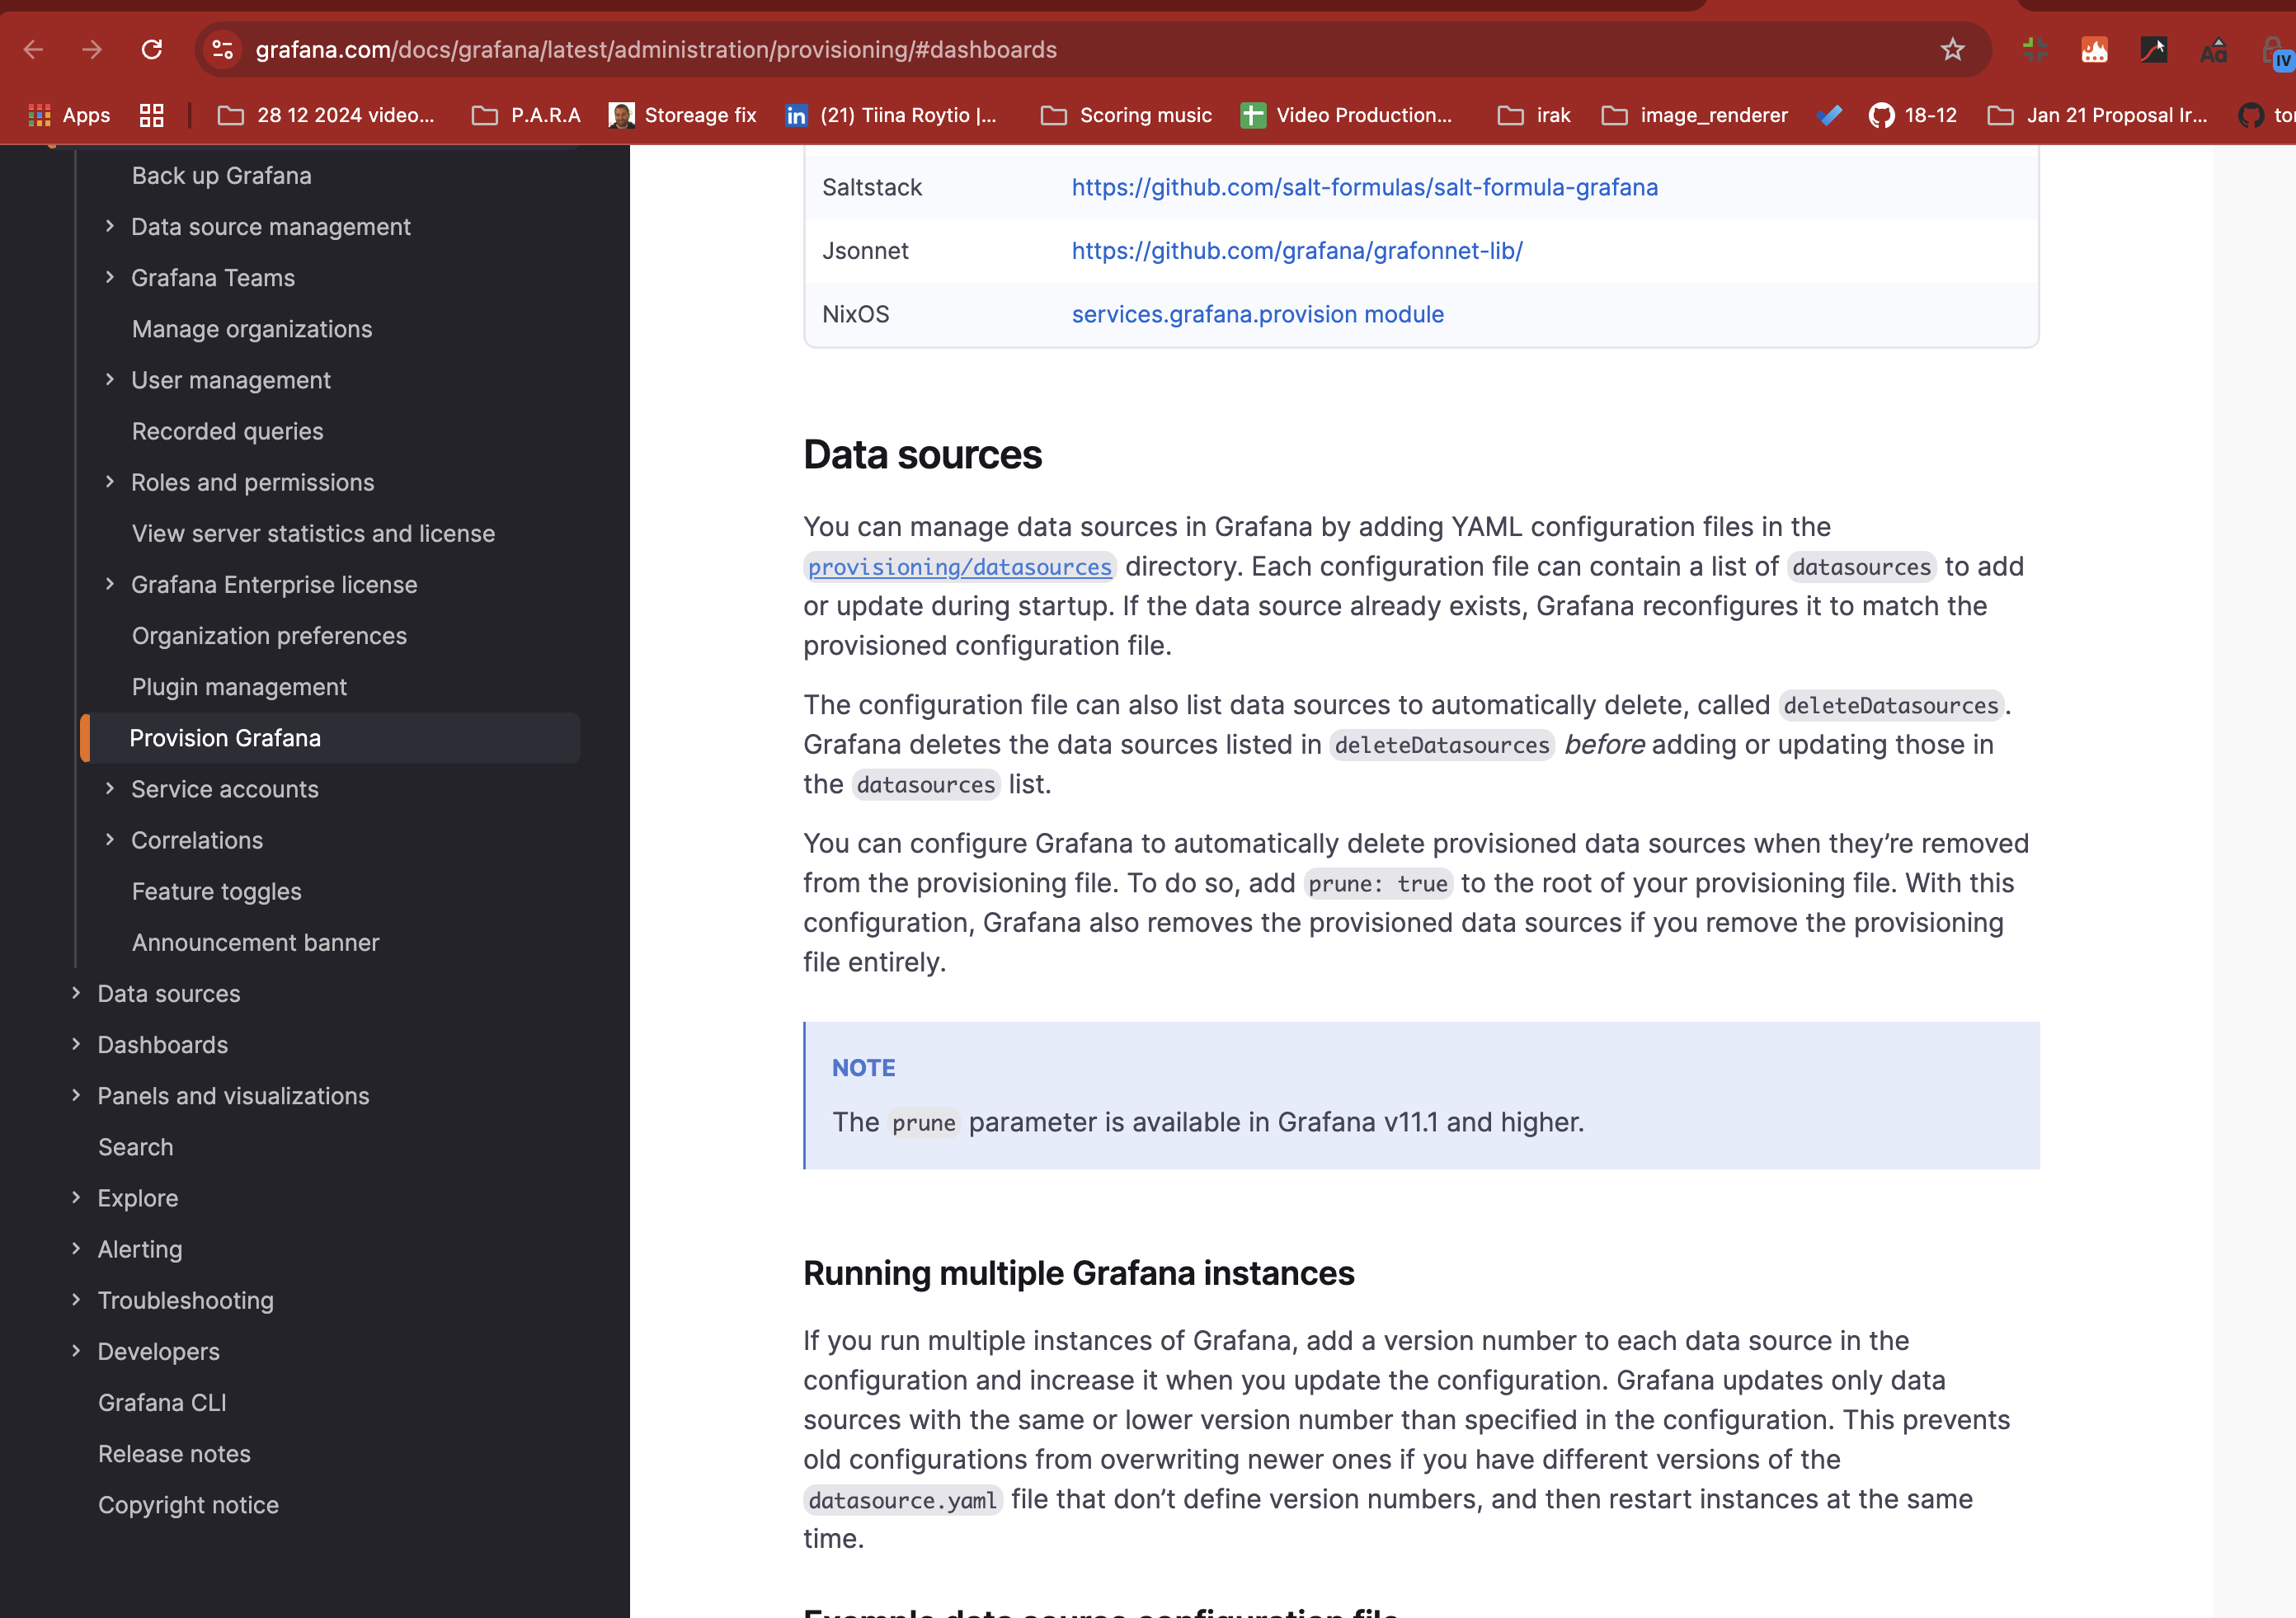 grafana.com/docs/grafana/latest/administration/provisioning/#dashboards
Aa
IV
Apps
28 12 2024 video...
P.A.R.A
Storeage fix
in
(21) Tiina Roytio |...
Scoring music
Video Production...
irak
image_renderer
18-12
Jan 21 Proposal Ir...
Back up Grafana
Data source management
Grafana Teams
Manage organizations
User management
Recorded queries
Roles and permissions
View server statistics and license
Grafana Enterprise license
Organization preferences
Plugin management
Provision Grafana
Service accounts
Correlations
Feature toggles
Announcement banner
Data sources
Dashboards
Panels and visualizations
Search
Explore
Alerting
Troubleshooting
Developers
Grafana CLI
Release notes
Copyright notice
Saltstack https://github.com/salt-formulas/salt-formula-grafana
Jsonnet https://github.com/grafana/grafonnet-lib/
NixOS services.grafana.provision module
Data sources
You can manage data sources in Grafana by adding YAML configuration files in the
provisioning/datasources directory. Each configuration file can contain a list of datasources to add
or update during startup. If the data source already exists, Grafana reconfigures it to match the
provisioned configuration file.
The configuration file can also list data sources to automatically delete, called deleteDatasources.
Grafana deletes the data sources listed in deleteDatasources before adding or updating those in
the datasources list.
You can configure Grafana to automatically delete provisioned data sources when they’re removed
from the provisioning file. To do so, add prune: true to the root of your provisioning file. With this
configuration, Grafana also removes the provisioned data sources if you remove the provisioning
file entirely.
NOTE
The prune parameter is available in Grafana v11.1 and higher.
Running multiple Grafana instances
If you run multiple instances of Grafana, add a version number to each data source in the
configuration and increase it when you update the configuration. Grafana updates only data
sources with the same or lower version number than specified in the configuration. This prevents
old configurations from overwriting newer ones if you have different versions of the
datasource.yaml file that don’t define version numbers, and then restart instances at the same
time.
Example data source configuration file